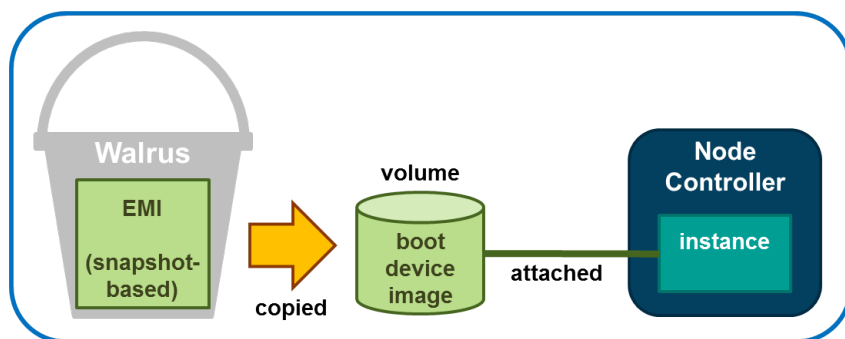 Walrus
EMI
(snapshot-
based)
copied
volume
boot
device
image
attached
Node
Controller
instance